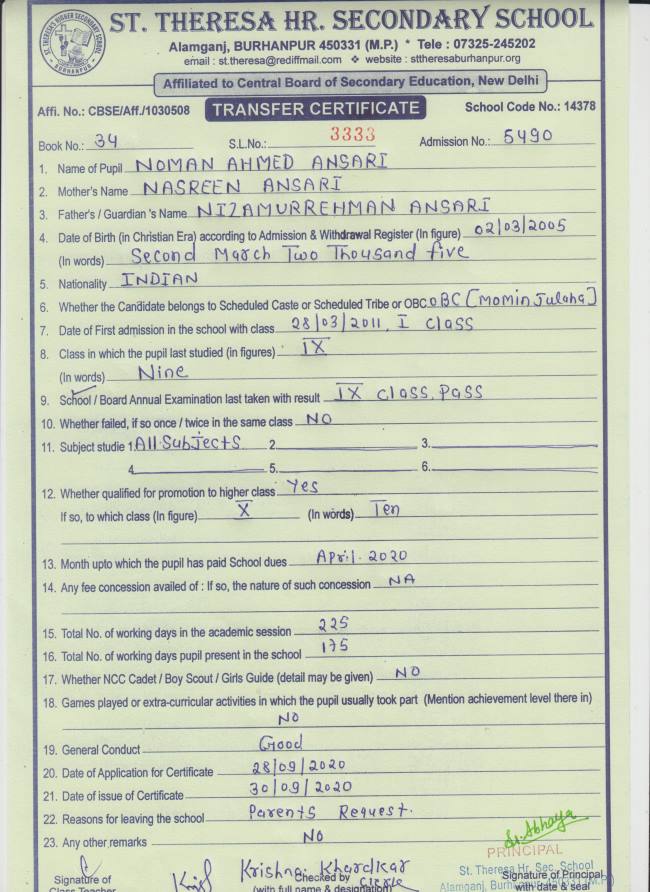 ST. THERESA'S HIGHER SECONDARY SCHOOL
BURHANPUR
ST. THERESA HR. SECONDARY SCHOOL
Alamganj, BURHANPUR 450331 (M.P.) * Tele : 07325-245202
email : st.theresa@rediffmail.com ❖ website : sttheresaburhanpur.org
Affiliated to Central Board of Secondary Education, New Delhi
Affi. No.: CBSE/Aff./1030508 TRANSFER CERTIFICATE School Code No.: 14378
Book No.: 34 S.L.No.: 3333 Admission No.: 5490
1. Name of Pupil NOMAN AHMED ANSARI
2. Mother's Name NASREEN ANSARI
3. Father's / Guardian 's Name NIZAMURREHMAN ANSARI
4. Date of Birth (in Christian Era) according to Admission & Withdrawal Register (In figure) 02/03/2005
(In words) Second March Two Thousand five
5. Nationality INDIAN
6. Whether the Candidate belongs to Scheduled Caste or Scheduled Tribe or OBC OBC [Momin Julaha]
7. Date of First admission in the school with class 28/03/2011, I Class
8. Class in which the pupil last studied (in figures) IX
(In words) Nine
9. School / Board Annual Examination last taken with result IX Class, Pass
10. Whether failed, if so once / twice in the same class NO
11. Subject studie 1. All Subjects 2. 3.
4. 5. 6.
12. Whether qualified for promotion to higher class Yes
If so, to which class (In figure) X (In words) Ten
13. Month upto which the pupil has paid School dues April. 2020
14. Any fee concession availed of : If so, the nature of such concession NA
15. Total No. of working days in the academic session 225
16. Total No. of working days pupil present in the school 175
17. Whether NCC Cadet / Boy Scout / Girls Guide (detail may be given) NO
18. Games played or extra-curricular activities in which the pupil usually took part (Mention achievement level there in)
NO
19. General Conduct Good
20. Date of Application for Certificate 28/09/2020
21. Date of issue of Certificate 30/09/2020
22. Reasons for leaving the school Parents Request.
23. Any other remarks NO
Sr. Abhaya
PRINCIPAL
Krishna Khardkar
St. Theresa Hr. Sec. School
Signature of Checked by Clerk Signature of Principal
Class Teacher (with full name & designation) Alamganj, with date & seal